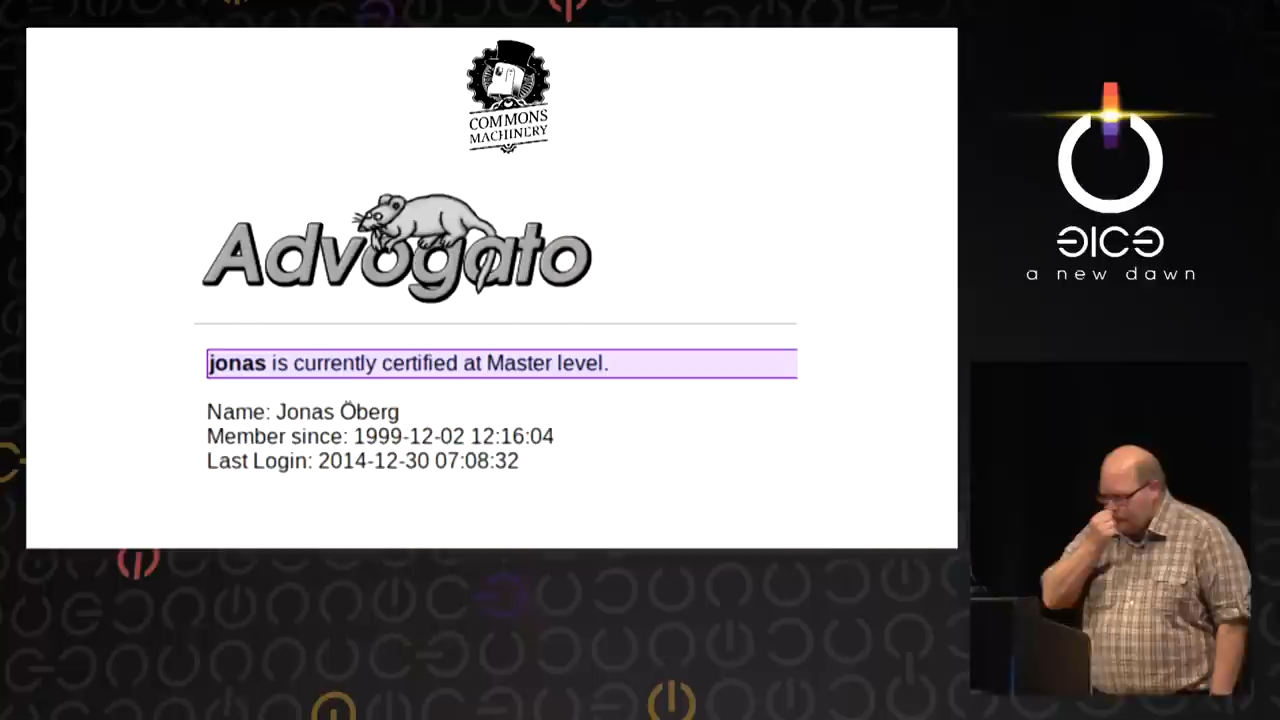 COMMONS
MACHINERY
Advogato
jonas is currently certified at Master level.
Name: Jonas Öberg
Member since: 1999-12-02 12:16:04
Last Login: 2014-12-30 07:08:32
a new dawn